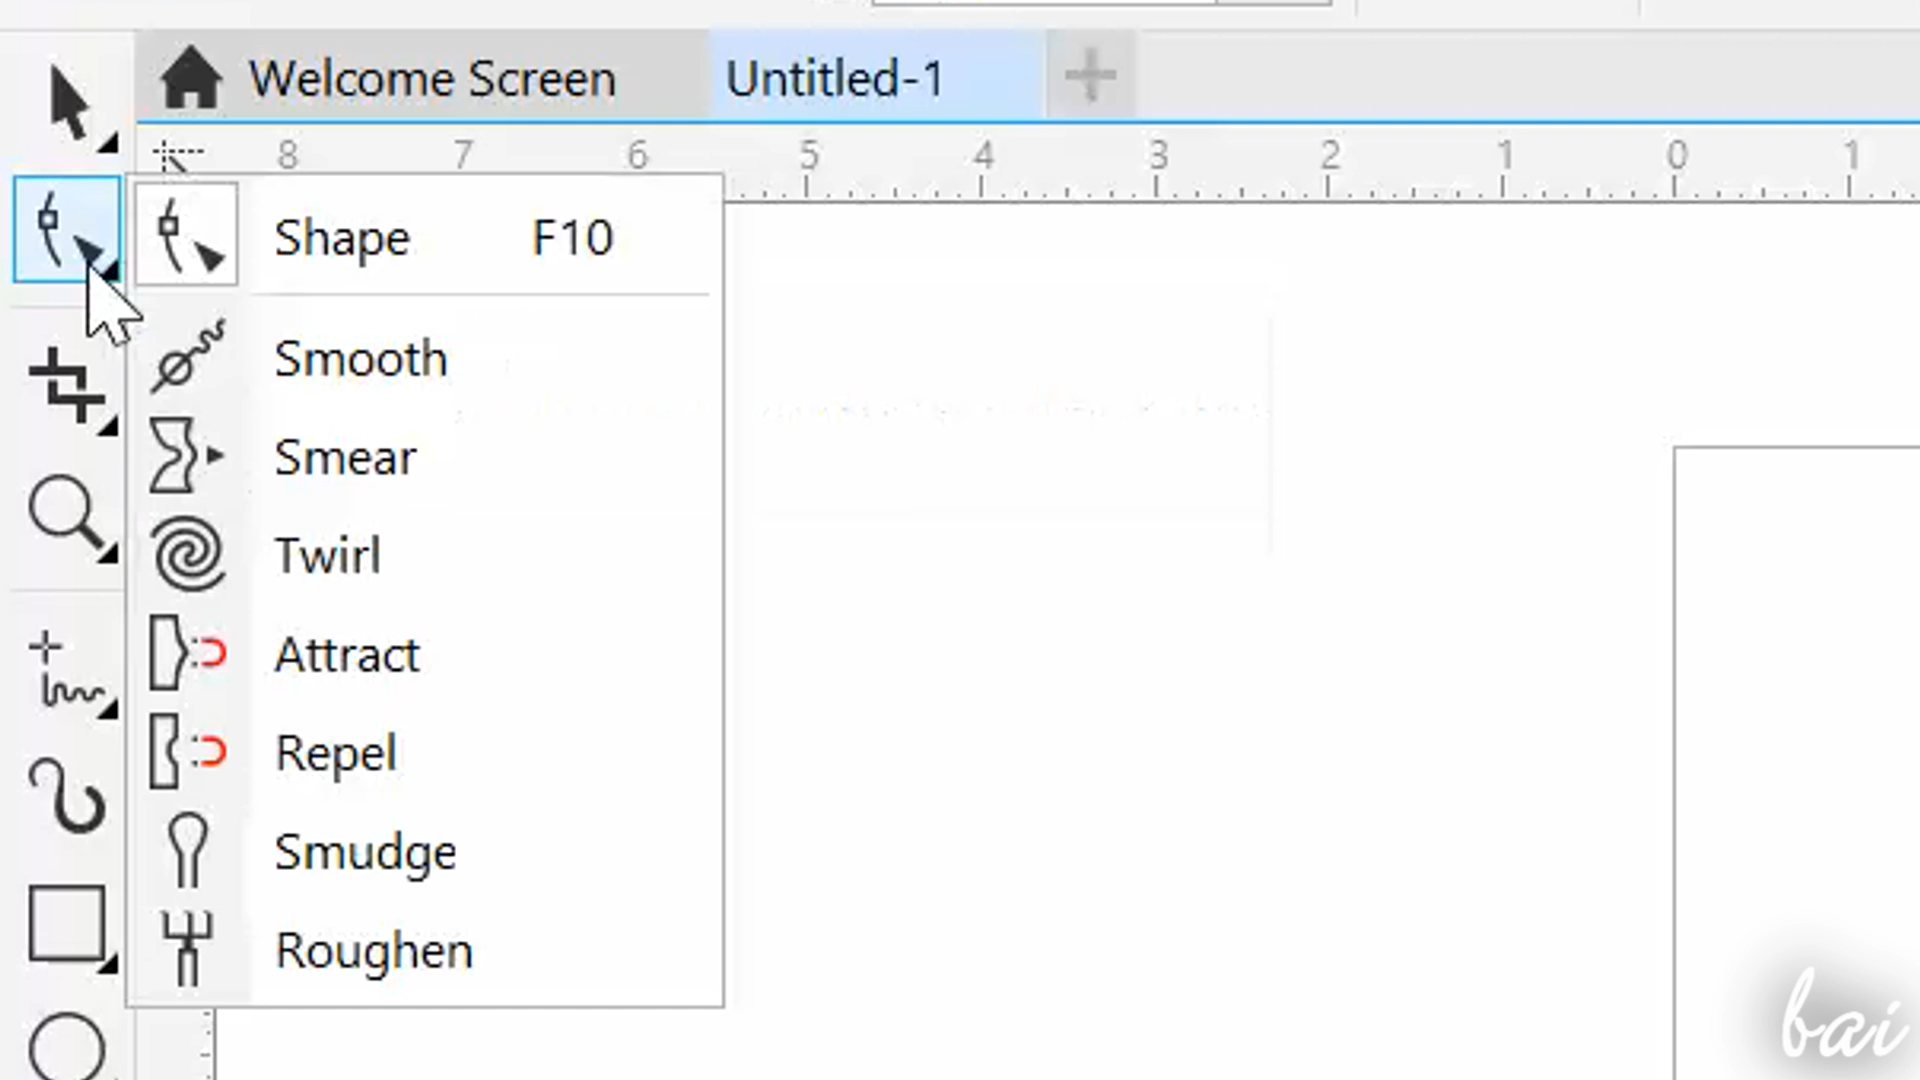 Welcome Screen Untitled-1
8 7 6 5 4 3 2 1 0 1
Shape F10
Smooth
Smear
Twirl
Attract
Repel
Smudge
Roughen
bai